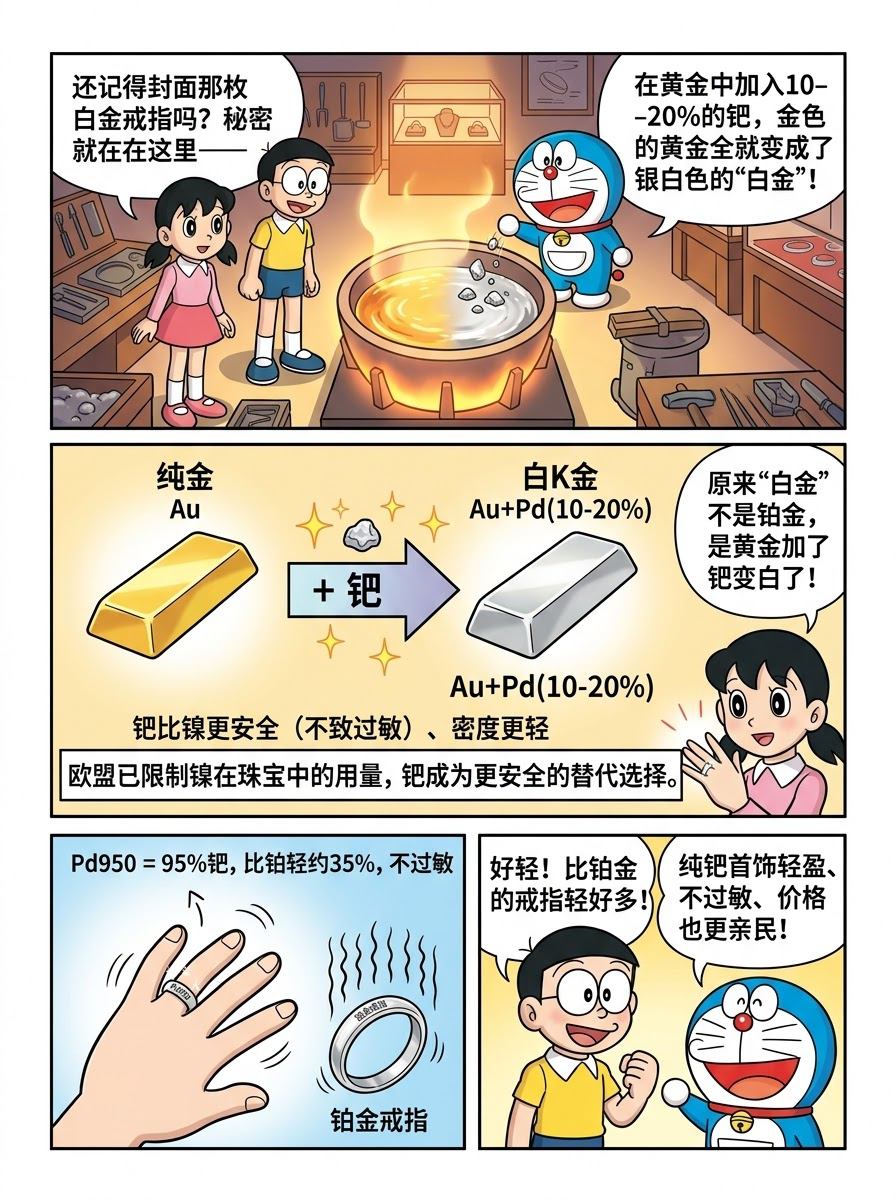 还记得封面那枚
白金戒指吗？秘密
就在在这里——
在黄金中加入10–
–20%的钯，金色
的黄金全就变成了
银白色的“白金”！
纯金
Au
+ 钯
白K金
Au+Pd(10-20%)
Au+Pd(10-20%)
原来“白金”
不是铂金，
是黄金加了
钯变白了！
钯比镍更安全（不致过敏）、密度更轻
欧盟已限制镍在珠宝中的用量，钯成为更安全的替代选择。
Pd950 = 95%钯，比铂轻约35%，不过敏
铂金戒指
好轻！比铂金
的戒指轻好多！
纯钯首饰轻盈、
不过敏、价格
也更亲民！